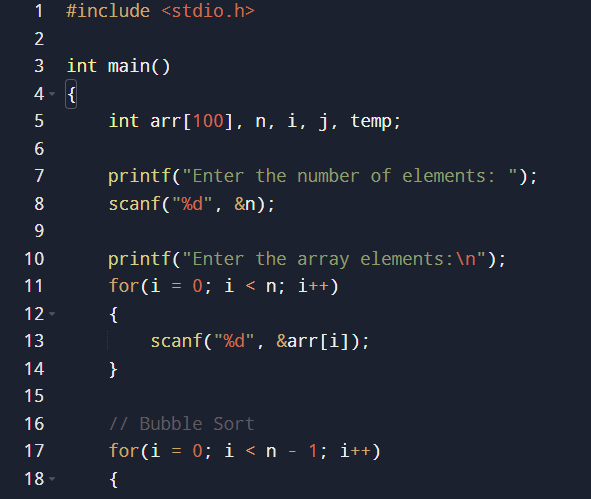 1 #include <stdio.h>
2
3 int main()
4 {
5     int arr[100], n, i, j, temp;
6
7     printf("Enter the number of elements: ");
8     scanf("%d", &n);
9
10     printf("Enter the array elements:\n");
11     for(i = 0; i < n; i++)
12     {
13         scanf("%d", &arr[i]);
14     }
15
16     // Bubble Sort
17     for(i = 0; i < n - 1; i++)
18     {